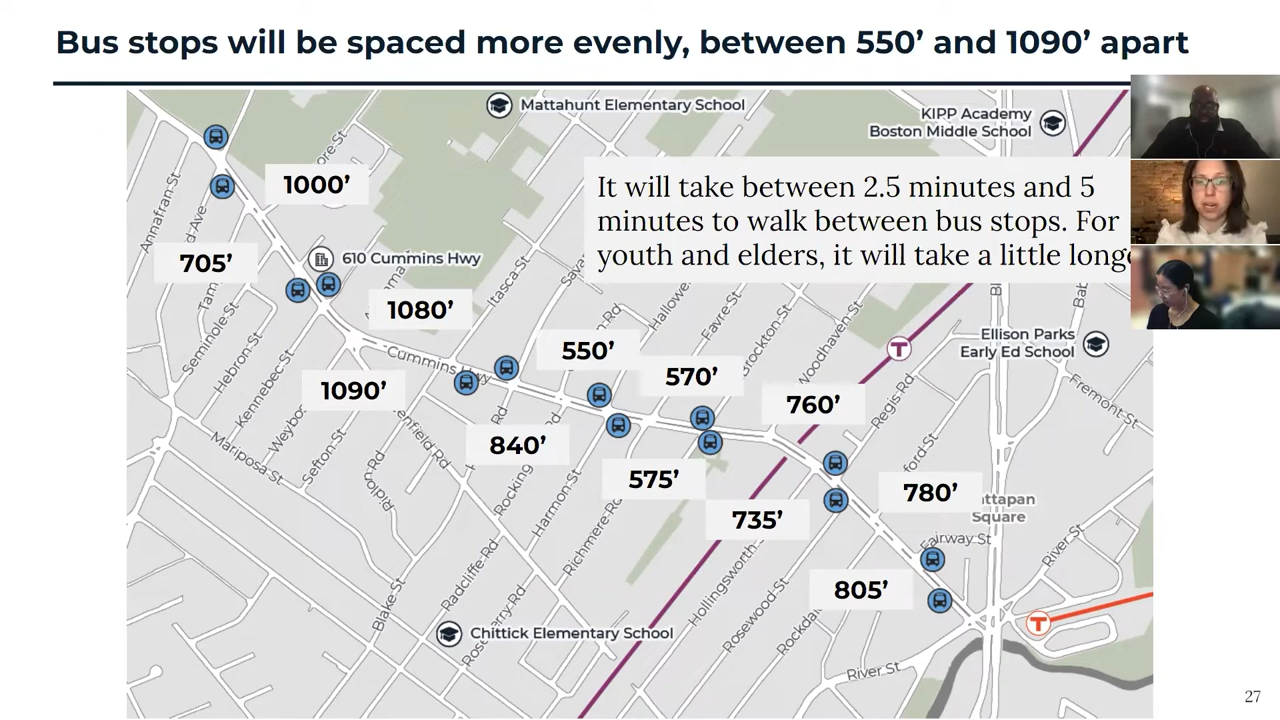 Bus stops will be spaced more evenly, between 550’ and 1090’ apart
Mattahunt Elementary School
KIPP Academy
Boston Middle School
It will take between 2.5 minutes and 5
minutes to walk between bus stops. For
youth and elders, it will take a little longe
1000’
Annafran St
705’
610 Cummins Hwy
1080’
Itasca St
Seminole St
Hebron St
Kennebec St
Cummins Hwy
550’
570’
Favre St
Brockton St
Woodhaven St
T
Ellison Parks
Early Ed School
1090’
760’
Regis Rd
Fremont St
Mariposa St
Sefton St
840’
575’
735’
780’
ttapan
Square
Ridlon Rd
Harmon St
Fairway St
River St
805’
Radcliffe Rd
Hollingsworth
Rosewood St
Blake St
Chittick Elementary School
T
River St
27